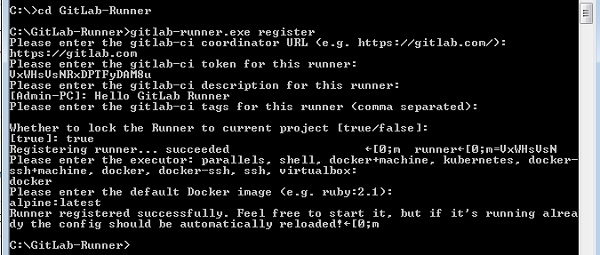 C:\>cd GitLab-Runner
C:\GitLab-Runner>gitlab-runner.exe register
Please enter the gitlab-ci coordinator URL (e.g. https://gitlab.com/):
https://gitlab.com
Please enter the gitlab-ci token for this runner:
VxWHsVsNRxDPTFyDAM8u
Please enter the gitlab-ci description for this runner:
[Admin-PC]: Hello GitLab Runner
Please enter the gitlab-ci tags for this runner (comma separated):
Whether to lock the Runner to current project [true/false]:
[true]: true
Registering runner... succeeded                     ←[0;m  runner←[0;m=VxWHsVsN
Please enter the executor: parallels, shell, docker+machine, kubernetes, docker-
ssh+machine, docker, docker-ssh, ssh, virtualbox:
docker
Please enter the default Docker image (e.g. ruby:2.1):
alpine:latest
Runner registered successfully. Feel free to start it, but if it's running alrea
dy the config should be automatically reloaded!←[0;m
C:\GitLab-Runner>